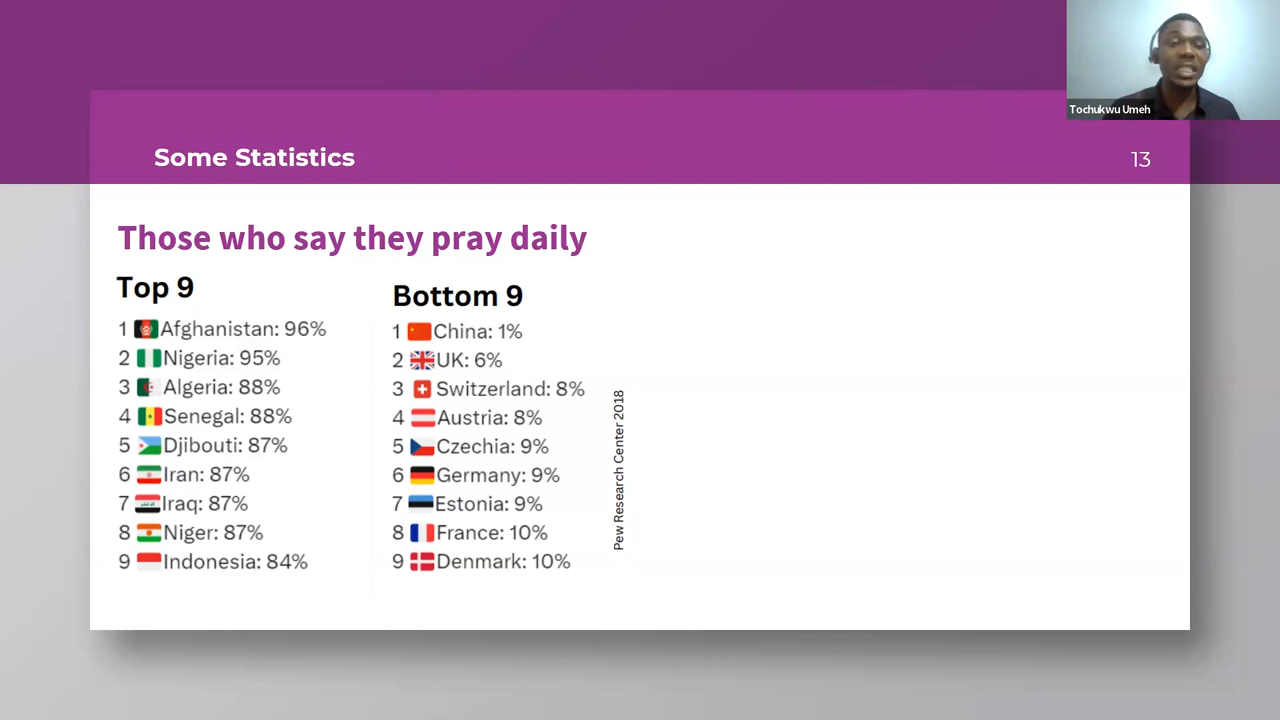 Tochukwu Umeh
Some Statistics
13
Those who say they pray daily
Top 9
1 Afghanistan: 96%
2 Nigeria: 95%
3 Algeria: 88%
4 Senegal: 88%
5 Djibouti: 87%
6 Iran: 87%
7 Iraq: 87%
8 Niger: 87%
9 Indonesia: 84%
Bottom 9
1 China: 1%
2 UK: 6%
3 Switzerland: 8%
4 Austria: 8%
5 Czechia: 9%
6 Germany: 9%
7 Estonia: 9%
8 France: 10%
9 Denmark: 10%
Pew Research Center 2018